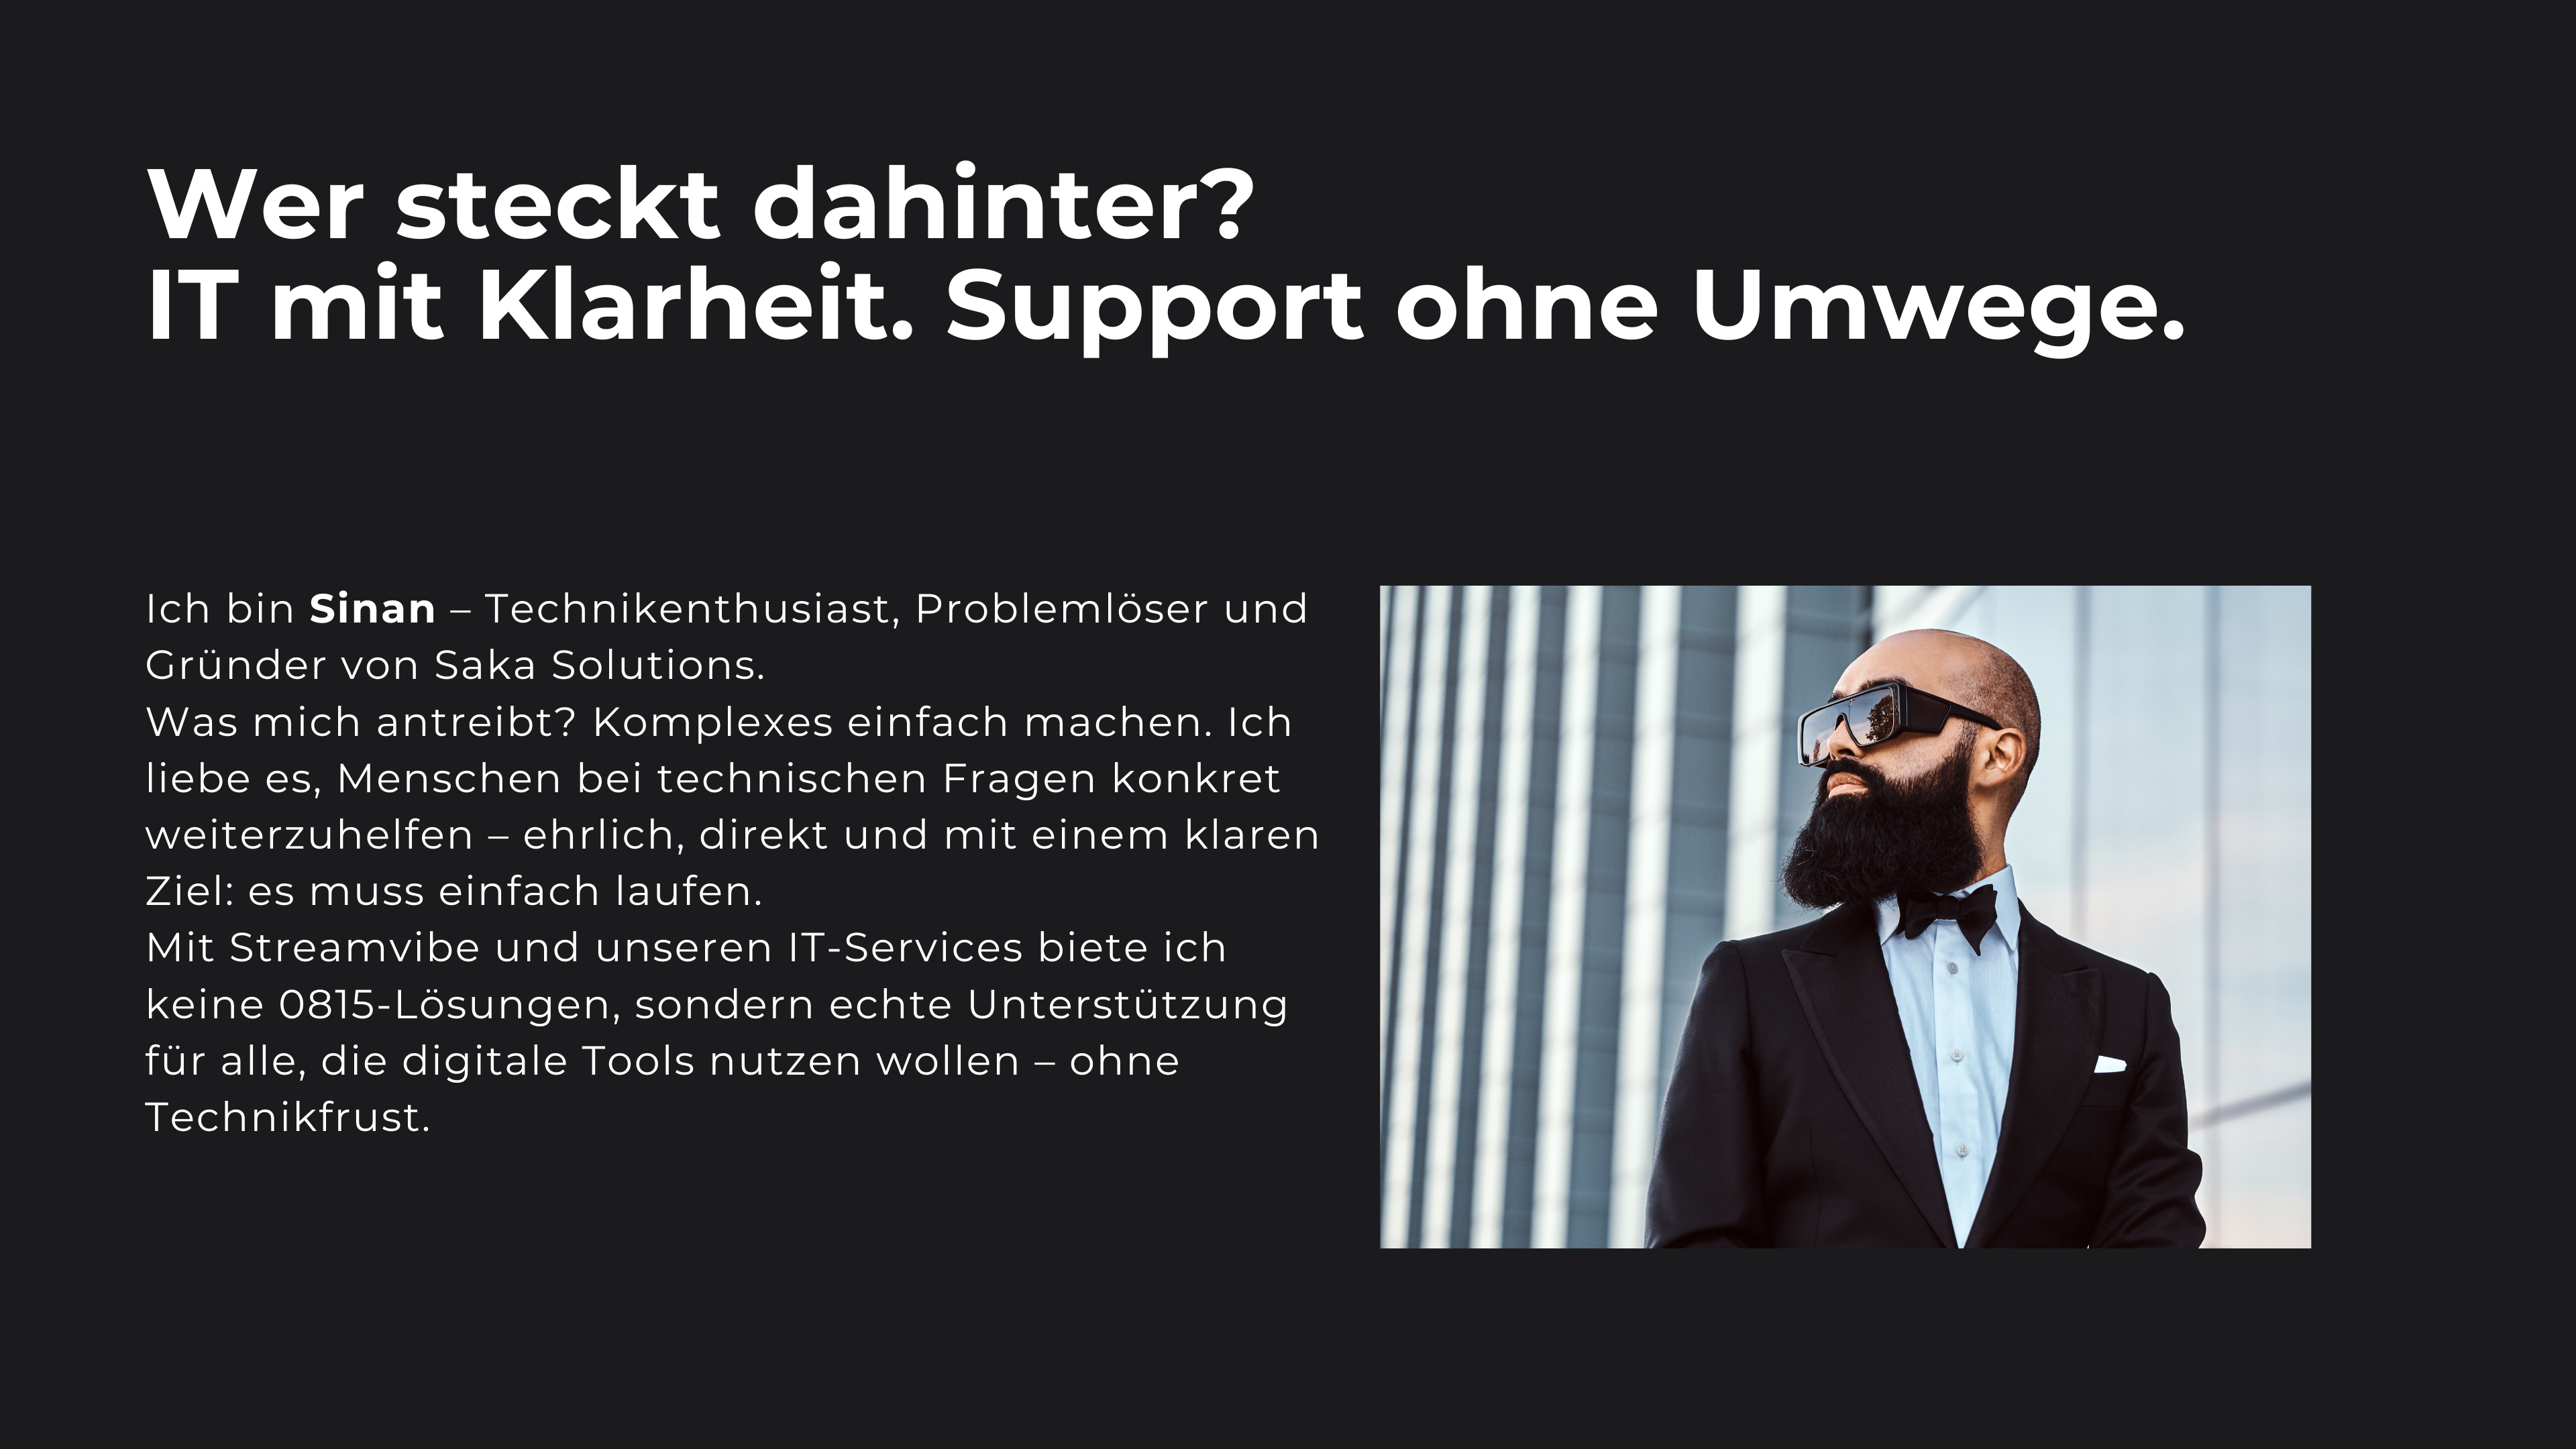 Wer steckt dahinter?
IT mit Klarheit. Support ohne Umwege.
Ich bin Sinan – Technikenthusiast, Problemlöser und
Gründer von Saka Solutions.
Was mich antreibt? Komplexes einfach machen. Ich
liebe es, Menschen bei technischen Fragen konkret
weiterzuhelfen – ehrlich, direkt und mit einem klaren
Ziel: es muss einfach laufen.
Mit Streamvibe und unseren IT-Services biete ich
keine 0815-Lösungen, sondern echte Unterstützung
für alle, die digitale Tools nutzen wollen – ohne
Technikfrust.